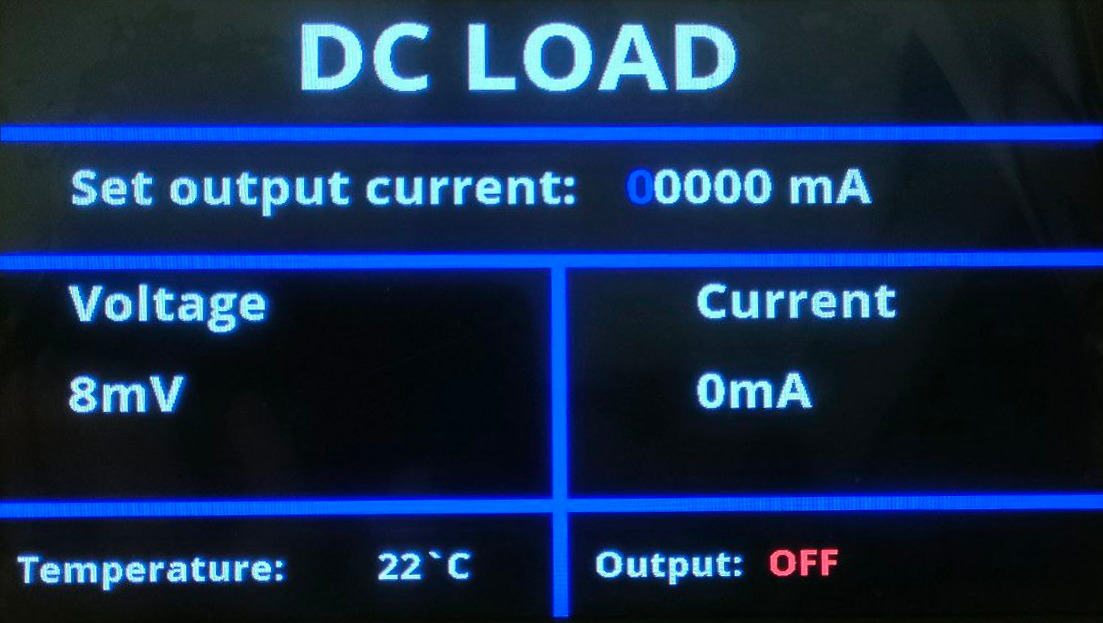 DC LOAD
Set output current: 00000 mA
Voltage
8mV
Current
0mA
Temperature: 22`C
Output: OFF